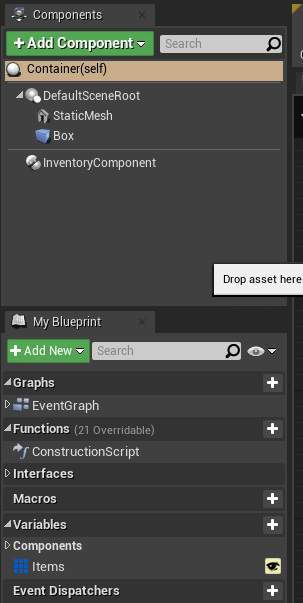 Components
Add Component
Search
Container(self)
DefaultSceneRoot
StaticMesh
Box
InventoryComponent
Drop asset here
My Blueprint
Add New
Search
Graphs
EventGraph
Functions (21 Overridable)
ConstructionScript
Interfaces
Macros
Variables
Components
Items
Event Dispatchers